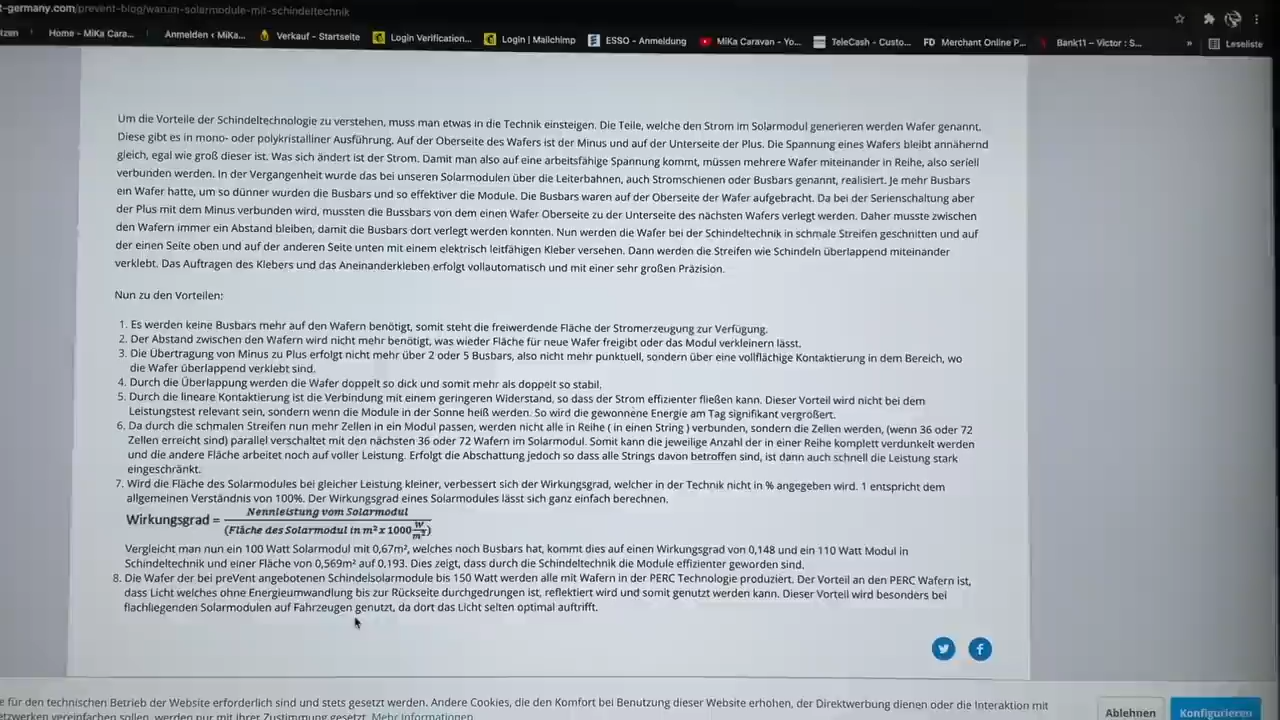 t-germany.com/prevent-blog/warum-solarmodule-mit-schindeltechnik
tzen Home - MiKa Cara... Anmelden ‹ MiKa... Verkauf - Startseite Login Verification... Login | Mailchimp ESSO - Anmeldung MiKa Caravan - Yo... TeleCash - Custo... FD Merchant Online P... Bank11 – Victor : S... » Leseliste
Um die Vorteile der Schindeltechnologie zu verstehen, muss man etwas in die Technik einsteigen. Die Teile, welche den Strom im Solarmodul generieren werden Wafer genannt.
Diese gibt es in mono- oder polykristalliner Ausführung. Auf der Oberseite des Wafers ist der Minus und auf der Unterseite der Plus. Die Spannung eines Wafers bleibt annähernd
gleich, egal wie groß dieser ist. Was sich ändert ist der Strom. Damit man also auf eine arbeitsfähige Spannung kommt, müssen mehrere Wafer miteinander in Reihe, also seriell
verbunden werden. In der Vergangenheit wurde das bei unseren Solarmodulen über die Leiterbahnen, auch Stromschienen oder Busbars genannt, realisiert. Je mehr Busbars
ein Wafer hatte, um so dünner wurden die Busbars und so effektiver die Module. Die Busbars waren auf der Oberseite der Wafer aufgebracht. Da bei der Serienschaltung aber
der Plus mit dem Minus verbunden wird, mussten die Bussbars von dem einen Wafer Oberseite zu der Unterseite des nächsten Wafers verlegt werden. Daher musste zwischen
den Wafern immer ein Abstand bleiben, damit die Busbars dort verlegt werden konnten. Nun werden die Wafer bei der Schindeltechnik in schmale Streifen geschnitten und auf
der einen Seite oben und auf der anderen Seite unten mit einem elektrisch leitfähigen Kleber versehen. Dann werden die Streifen wie Schindeln überlappend miteinander
verklebt. Das Auftragen des Klebers und das Aneinanderkleben erfolgt vollautomatisch und mit einer sehr großen Präzision.
Nun zu den Vorteilen:
1. Es werden keine Busbars mehr auf den Wafern benötigt, somit steht die freiwerdende Fläche der Stromerzeugung zur Verfügung.
2. Der Abstand zwischen den Wafern wird nicht mehr benötigt, was wieder Fläche für neue Wafer freigibt oder das Modul verkleinern lässt.
3. Die Übertragung von Minus zu Plus erfolgt nicht mehr über 2 oder 5 Busbars, also nicht mehr punktuell, sondern über eine vollflächige Kontaktierung in dem Bereich, wo
die Wafer überlappend verklebt sind.
4. Durch die Überlappung werden die Wafer doppelt so dick und somit mehr als doppelt so stabil.
5. Durch die lineare Kontaktierung ist die Verbindung mit einem geringeren Widerstand, so dass der Strom effizienter fließen kann. Dieser Vorteil wird nicht bei dem
Leistungstest relevant sein, sondern wenn die Module in der Sonne heiß werden. So wird die gewonnene Energie am Tag signifikant vergrößert.
6. Da durch die schmalen Streifen nun mehr Zellen in ein Modul passen, werden nicht alle in Reihe ( in einen String ) verbunden, sondern die Zellen werden, (wenn 36 oder 72
Zellen erreicht sind) parallel verschaltet mit den nächsten 36 oder 72 Wafern im Solarmodul. Somit kann die jeweilige Anzahl der in einer Reihe komplett verdunkelt werden
und die andere Fläche arbeitet noch auf voller Leistung. Erfolgt die Abschattung jedoch so dass alle Strings davon betroffen sind, ist dann auch schnell die Leistung stark
eingeschränkt.
7. Wird die Fläche des Solarmodules bei gleicher Leistung kleiner, verbessert sich der Wirkungsgrad, welcher in der Technik nicht in % angegeben wird. 1 entspricht dem
allgemeinen Verständnis von 100%. Der Wirkungsgrad eines Solarmodules lässt sich ganz einfach berechnen.
Nennleistung vom Solarmodul
Wirkungsgrad =
(Fläche des Solarmodul in m² x 1000 W/m²)
Vergleicht man nun ein 100 Watt Solarmodul mit 0,67m², welches noch Busbars hat, kommt dies auf einen Wirkungsgrad von 0,148 und ein 110 Watt Modul in
Schindeltechnik und einer Fläche von 0,569m² auf 0,193. Dies zeigt, dass durch die Schindeltechnik die Module effizienter geworden sind.
8. Die Wafer der bei preVent angebotenen Schindelsolarmodule bis 150 Watt werden alle mit Wafern in der PERC Technologie produziert. Der Vorteil an den PERC Wafern ist,
dass Licht welches ohne Energieumwandlung bis zur Rückseite durchgedrungen ist, reflektiert wird und somit genutzt werden kann. Dieser Vorteil wird besonders bei
flachliegenden Solarmodulen auf Fahrzeugen genutzt, da dort das Licht selten optimal auftrifft.
e für den technischen Betrieb der Website erforderlich sind und stets gesetzt werden. Andere Cookies, die den Komfort bei Benutzung dieser Website erhohen, der Direktwerbung dienen oder die Interaktion mit
etzwerken vereinfachen sollen, werden nur mit Ihrer Zustimmung gesetzt. Mehr Informationen
Ablehnen Konfigurieren